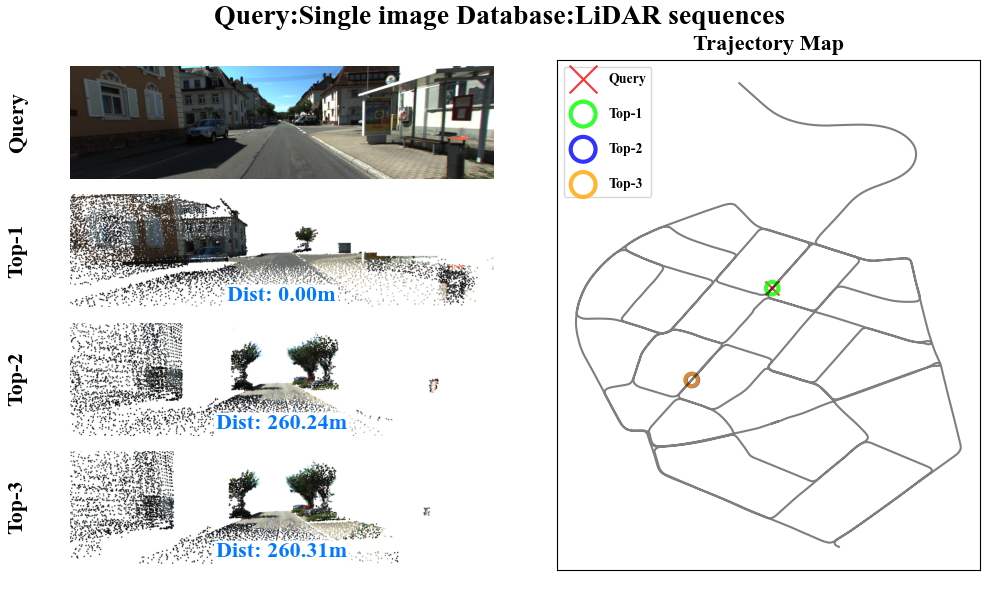 Query:Single image Database:LiDAR sequences
Trajectory Map
Query
Top-1
Top-2
Top-3
Query
Top-1
Dist: 0.00m
Top-2
Dist: 260.24m
Top-3
Dist: 260.31m